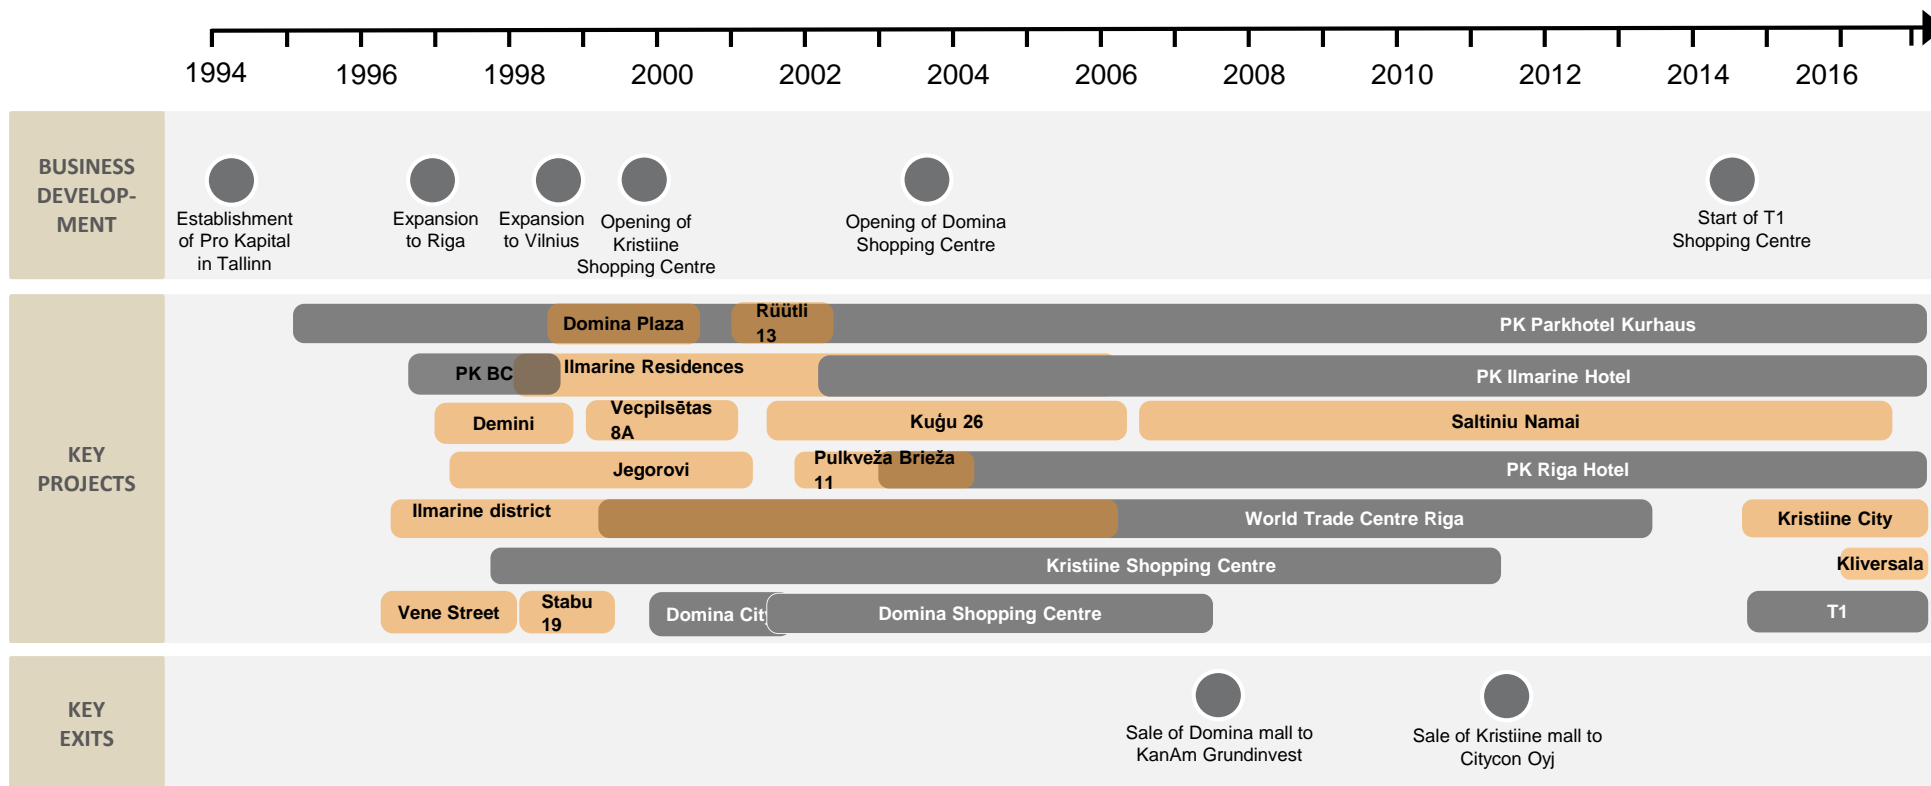 1994 1996 1998 2000 2002 2004 2006 2008 2010 2012 2014 2016
BUSINESS
DEVELOP-
MENT
Establishment
of Pro Kapital
in Tallinn
Expansion
to Riga
Expansion
to Vilnius
Opening of
Kristiine
Shopping Centre
Opening of Domina
Shopping Centre
Start of T1
Shopping Centre
KEY
PROJECTS
Domina Plaza
Rüütli
13
PK Parkhotel Kurhaus
PK BC
Ilmarine Residences
PK Ilmarine Hotel
Demini
Vecpilsētas
8A
Kuģu 26
Saltiniu Namai
Jegorovi
Pulkveža Brieža
11
PK Riga Hotel
Ilmarine district
World Trade Centre Riga
Kristiine City
Kristiine Shopping Centre
Kliversala
Vene Street
Stabu
19
Domina City
Domina Shopping Centre
T1
KEY
EXITS
Sale of Domina mall to
KanAm Grundinvest
Sale of Kristiine mall to
Citycon Oyj